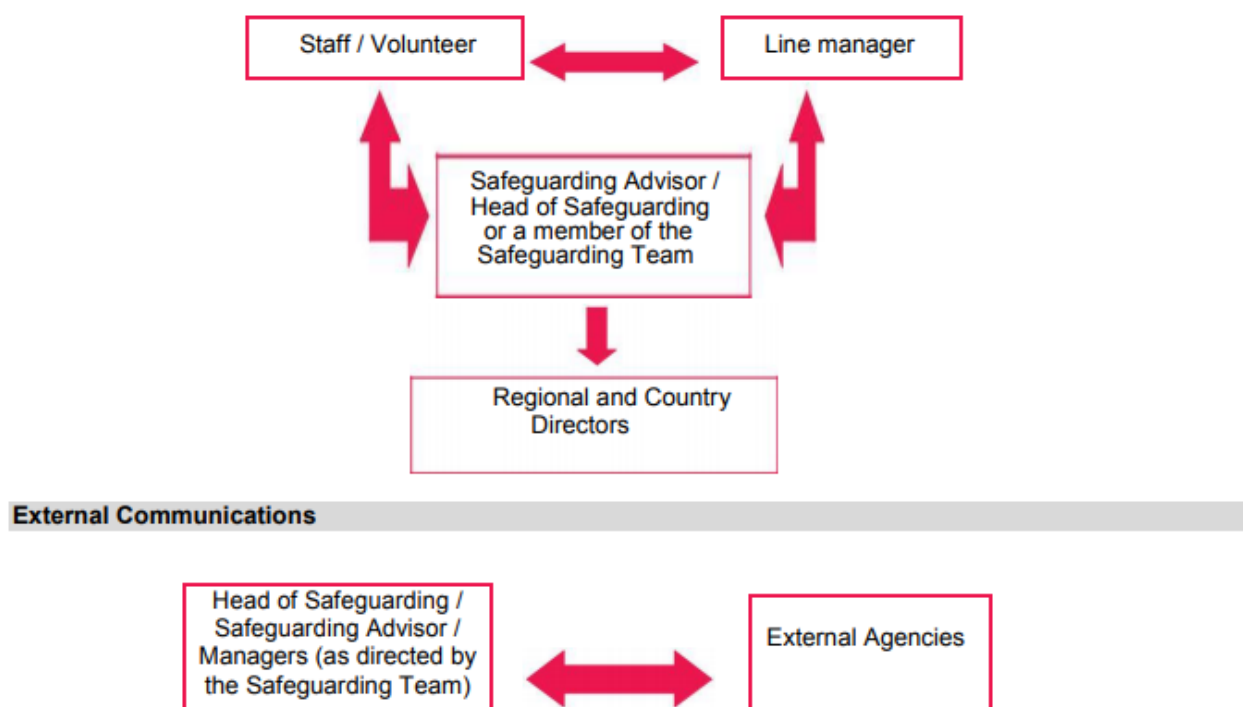 Staff / Volunteer
Line manager
Safeguarding Advisor /
Head of Safeguarding
or a member of the
Safeguarding Team
Regional and Country
Directors
External Communications
Head of Safeguarding /
Safeguarding Advisor /
Managers (as directed by
the Safeguarding Team)
External Agencies